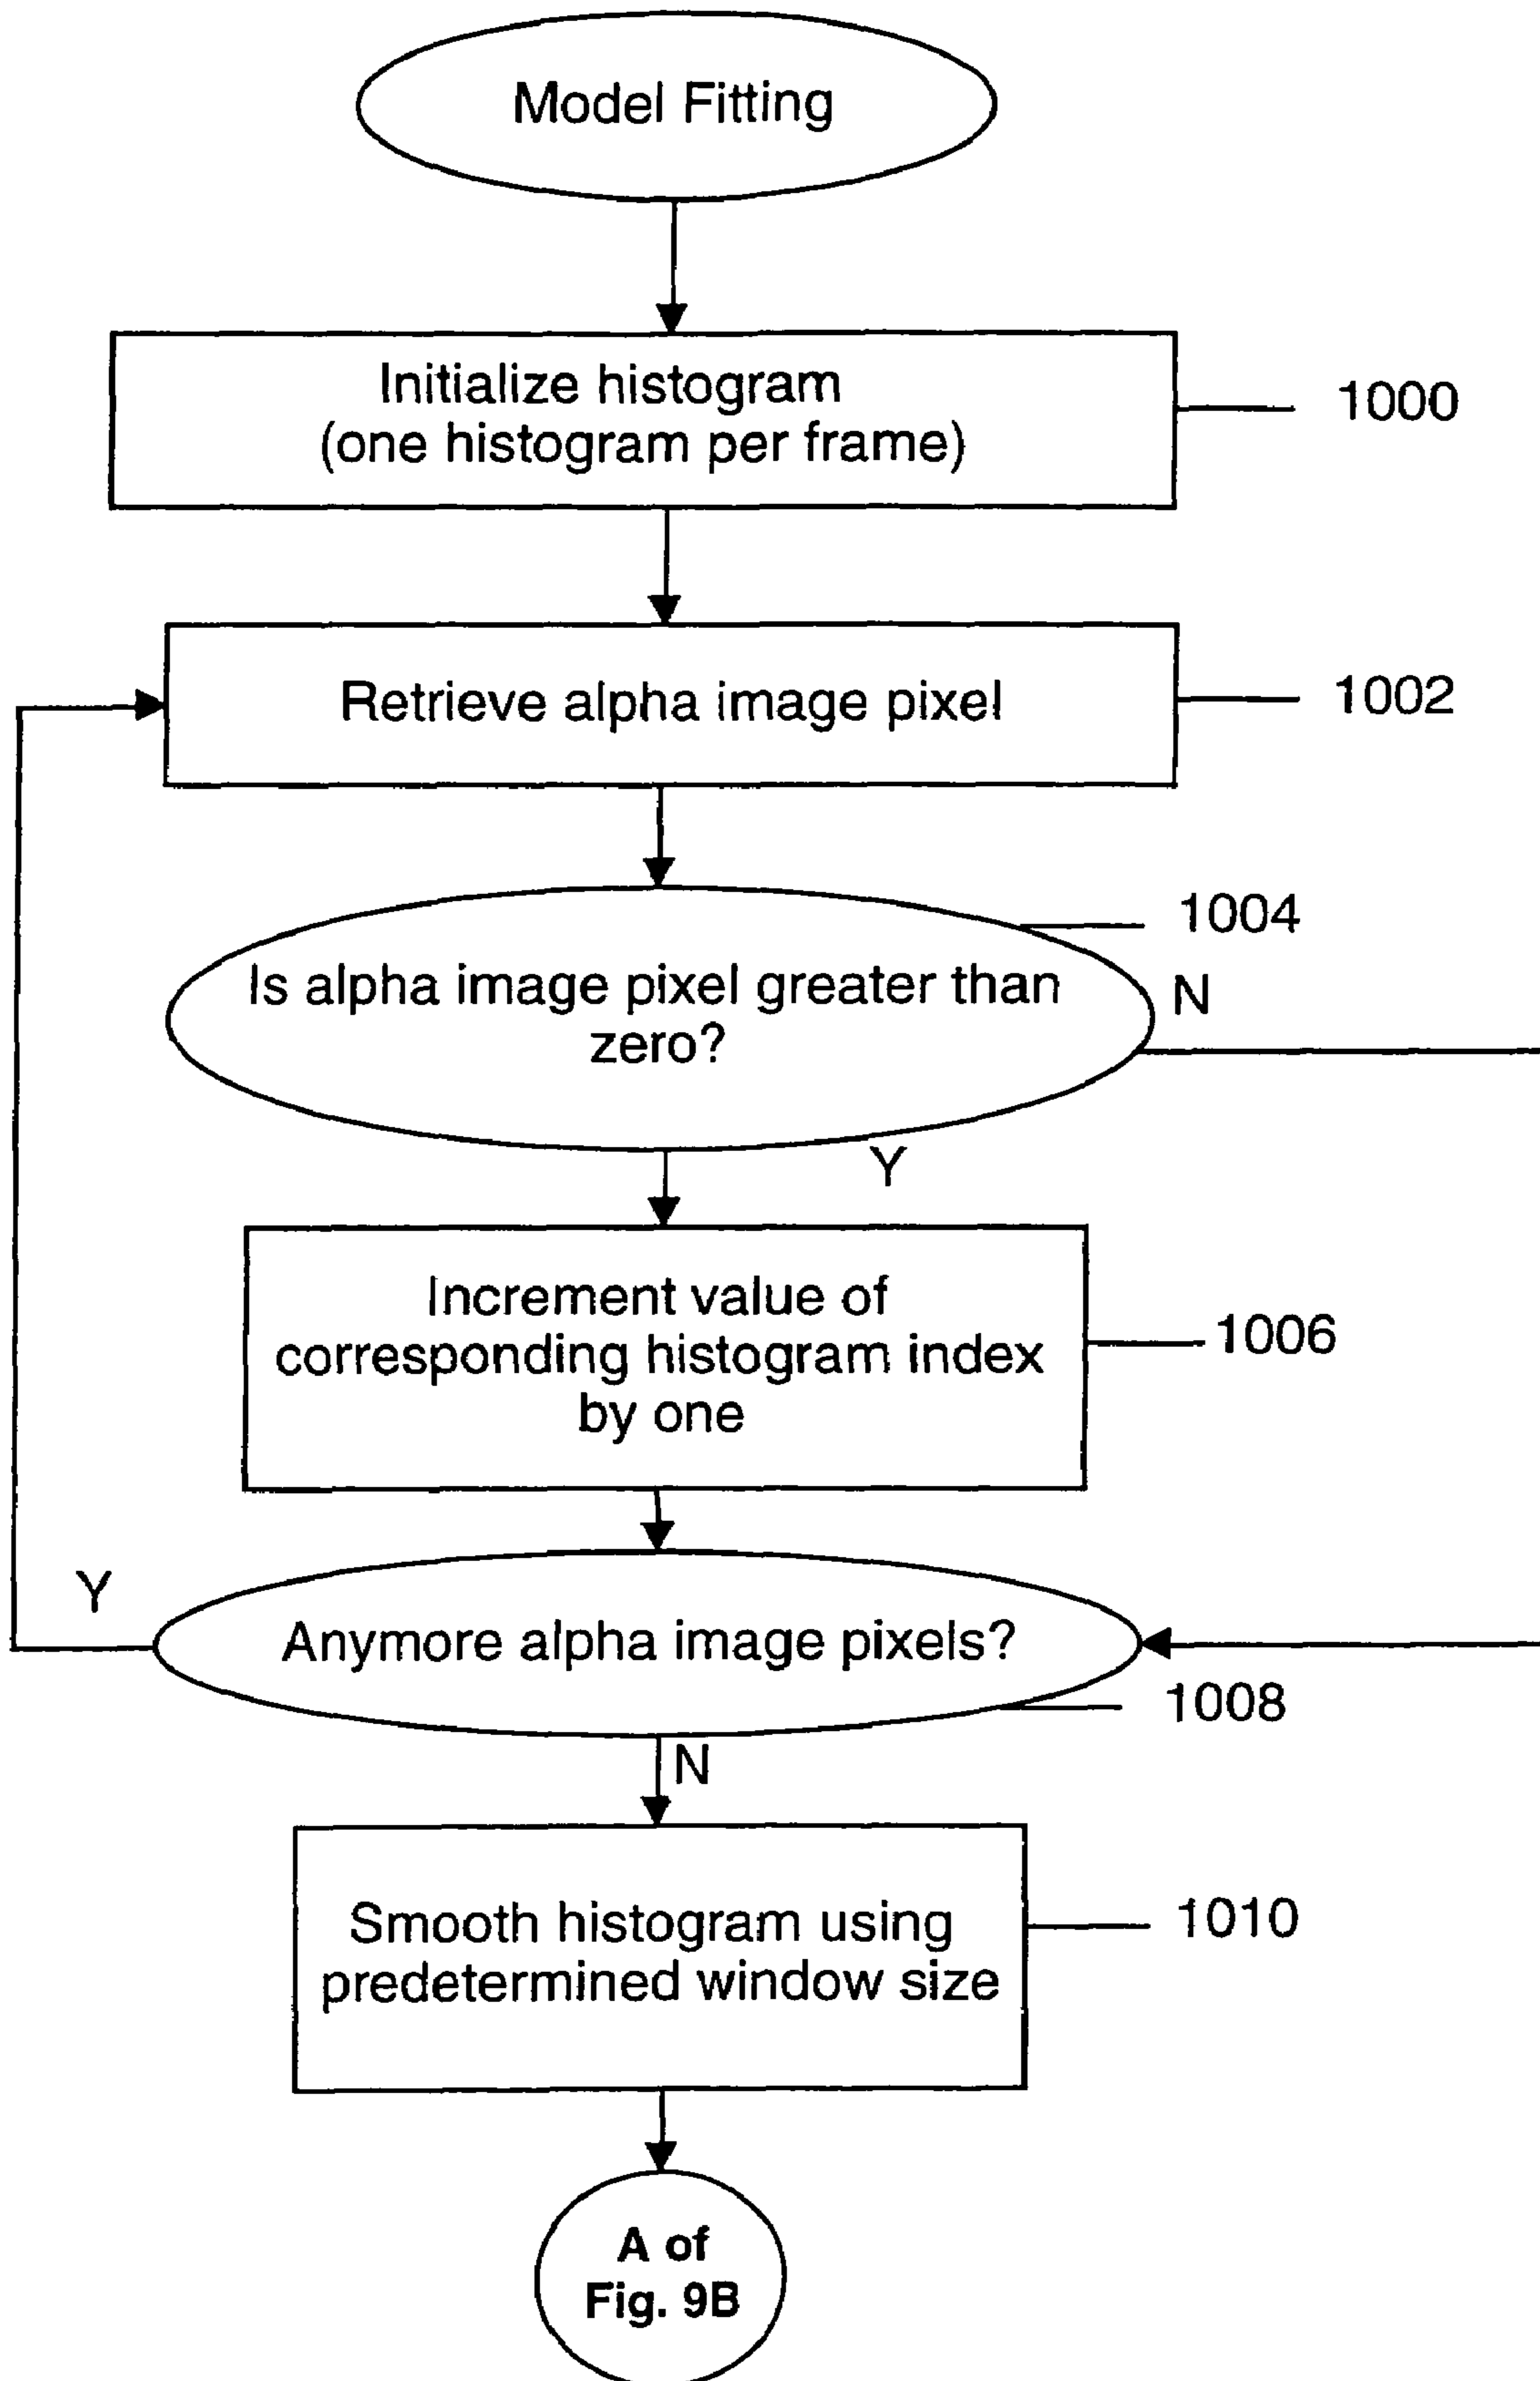 Model Fitting
Initialize histogram
(one histogram per frame)
1000
Retrieve alpha image pixel
1002
1004
Is alpha image pixel greater than
zero?
N
Y
Increment value of
corresponding histogram index
by one
1006
Y
Anymore alpha image pixels?
1008
N
Smooth histogram using
predetermined window size
1010
A of
Fig. 9B